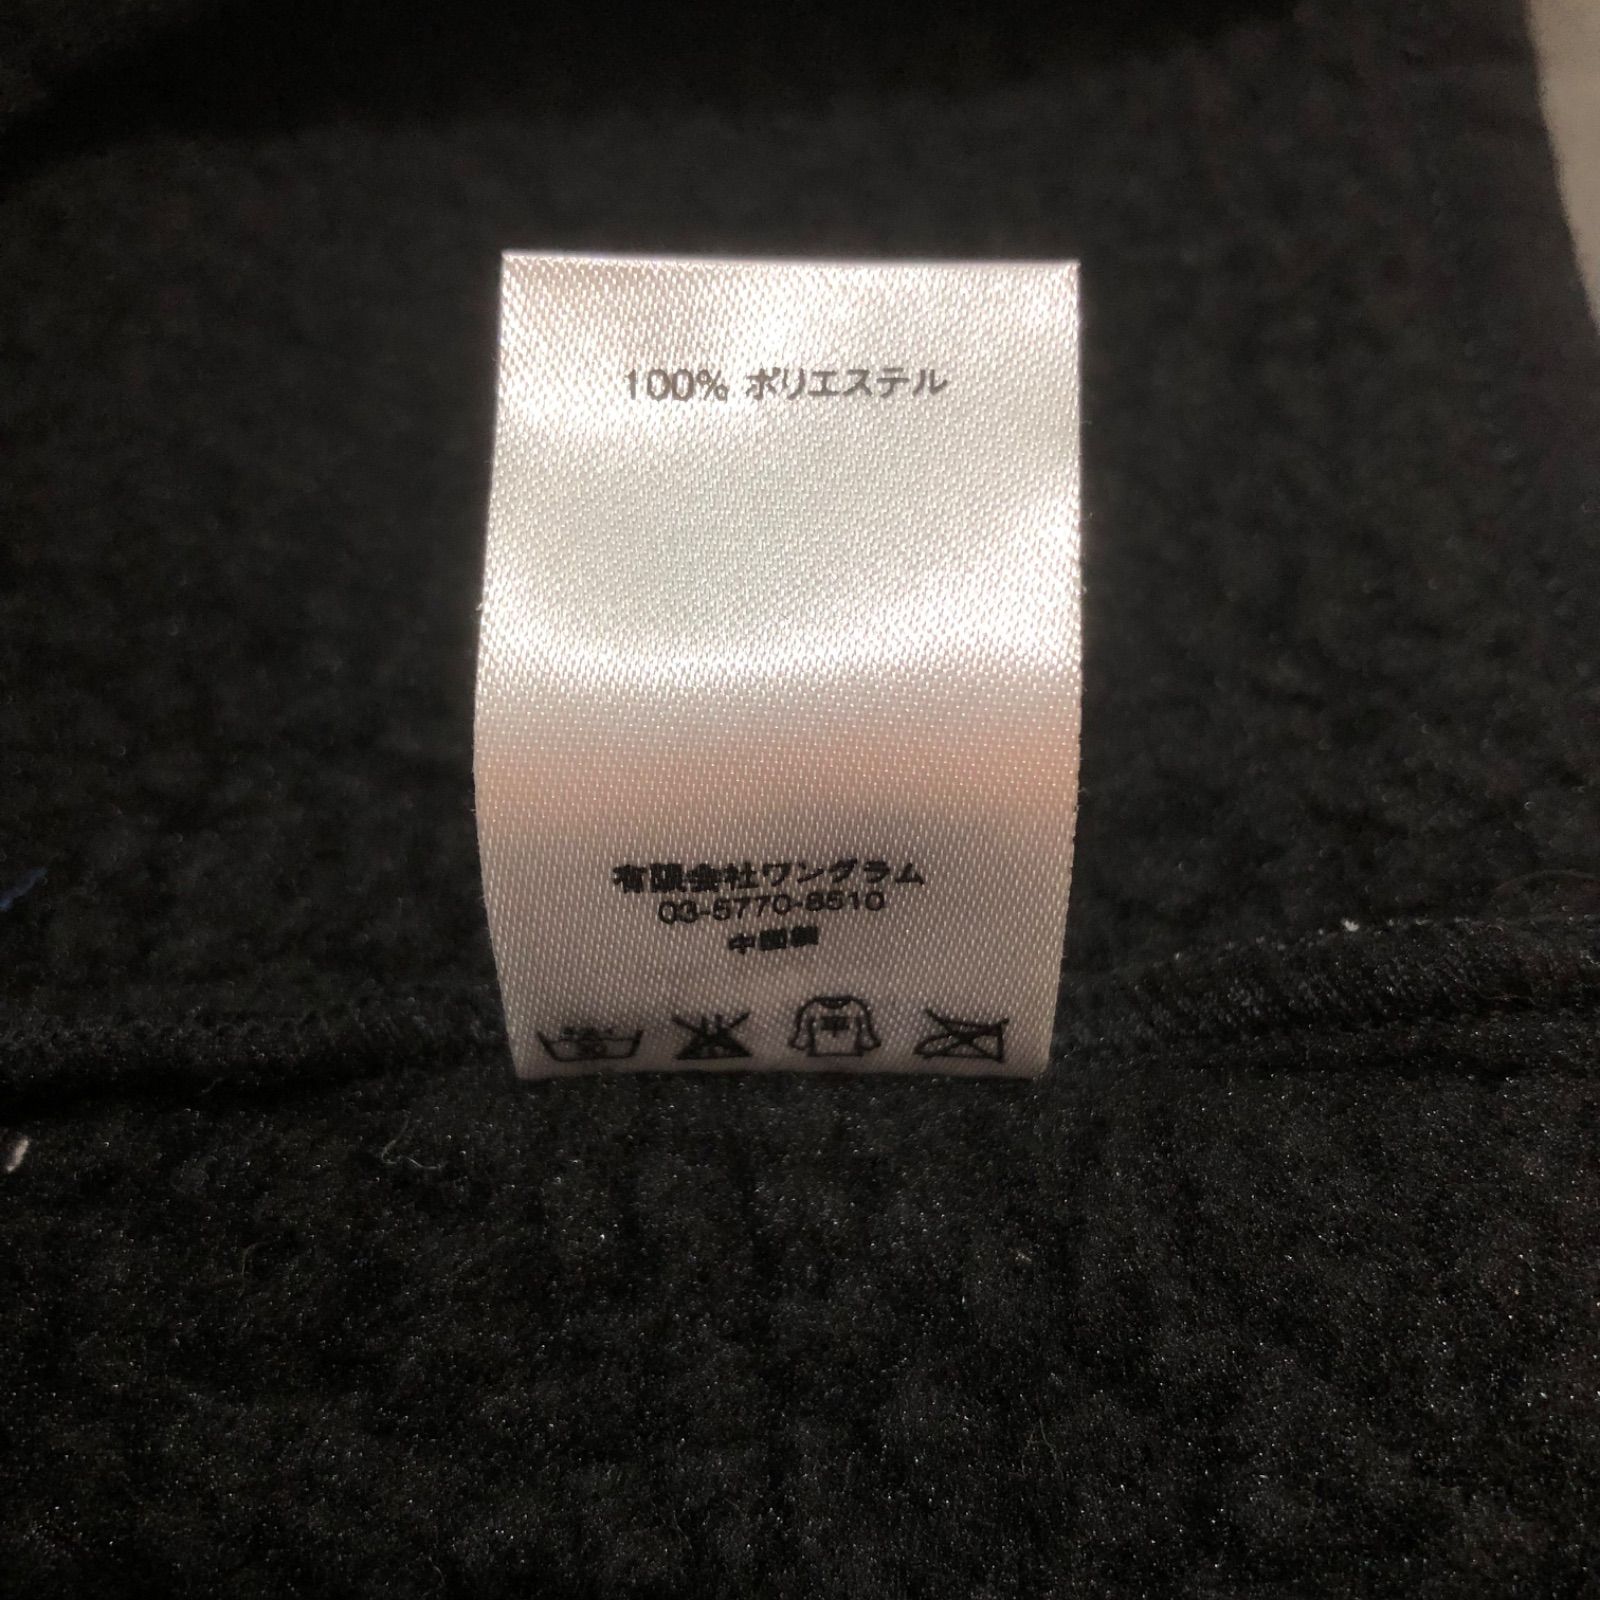 100% ポリエステル
有限会社ワングラム
03-5770-8510
中国製
平